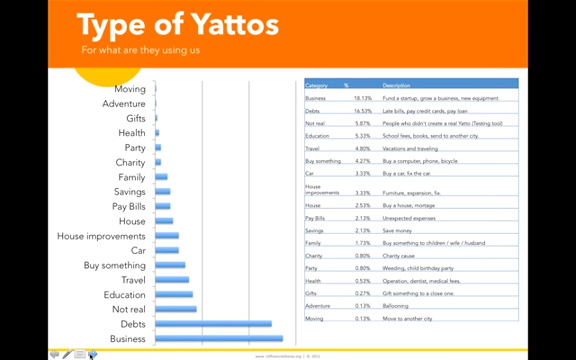 Type of Yattos
For what are they using us
Moving
Adventure
Gifts
Health
Party
Charity
Family
Savings
Pay Bills
House
House improvements
Car
Buy something
Travel
Education
Not real
Debts
Business
Category % Description
Business 18.13% Fund a startup, grow a business, new equipment
Debts 16.53% Late bills, pay credit cards, pay loan
Not real 5.87% People who didn't create a real Yatto (Testing tool)
Education 5.33% School fees, books, send to another city.
Travel 4.80% Vacations and traveling
Buy something 4.27% Buy a computer, phone, bicycle
Car 3.33% Buy a car, fix the car.
House
improvements 3.33% Furniture, expansion, fix.
House 2.53% Buy a house, mortage
Pay Bills 2.13% Unexpected expenses
Savings 2.13% Save money
Family 1.73% Buy something to children / wife / husband
Charity 0.80% Charity cause
Party 0.80% Weeding, child birthday party
Health 0.53% Operation, dentist, medical fees.
Gifts 0.27% Gift something to a close one.
Adventure 0.13% Ballooning
Moving 0.13% Move to another city